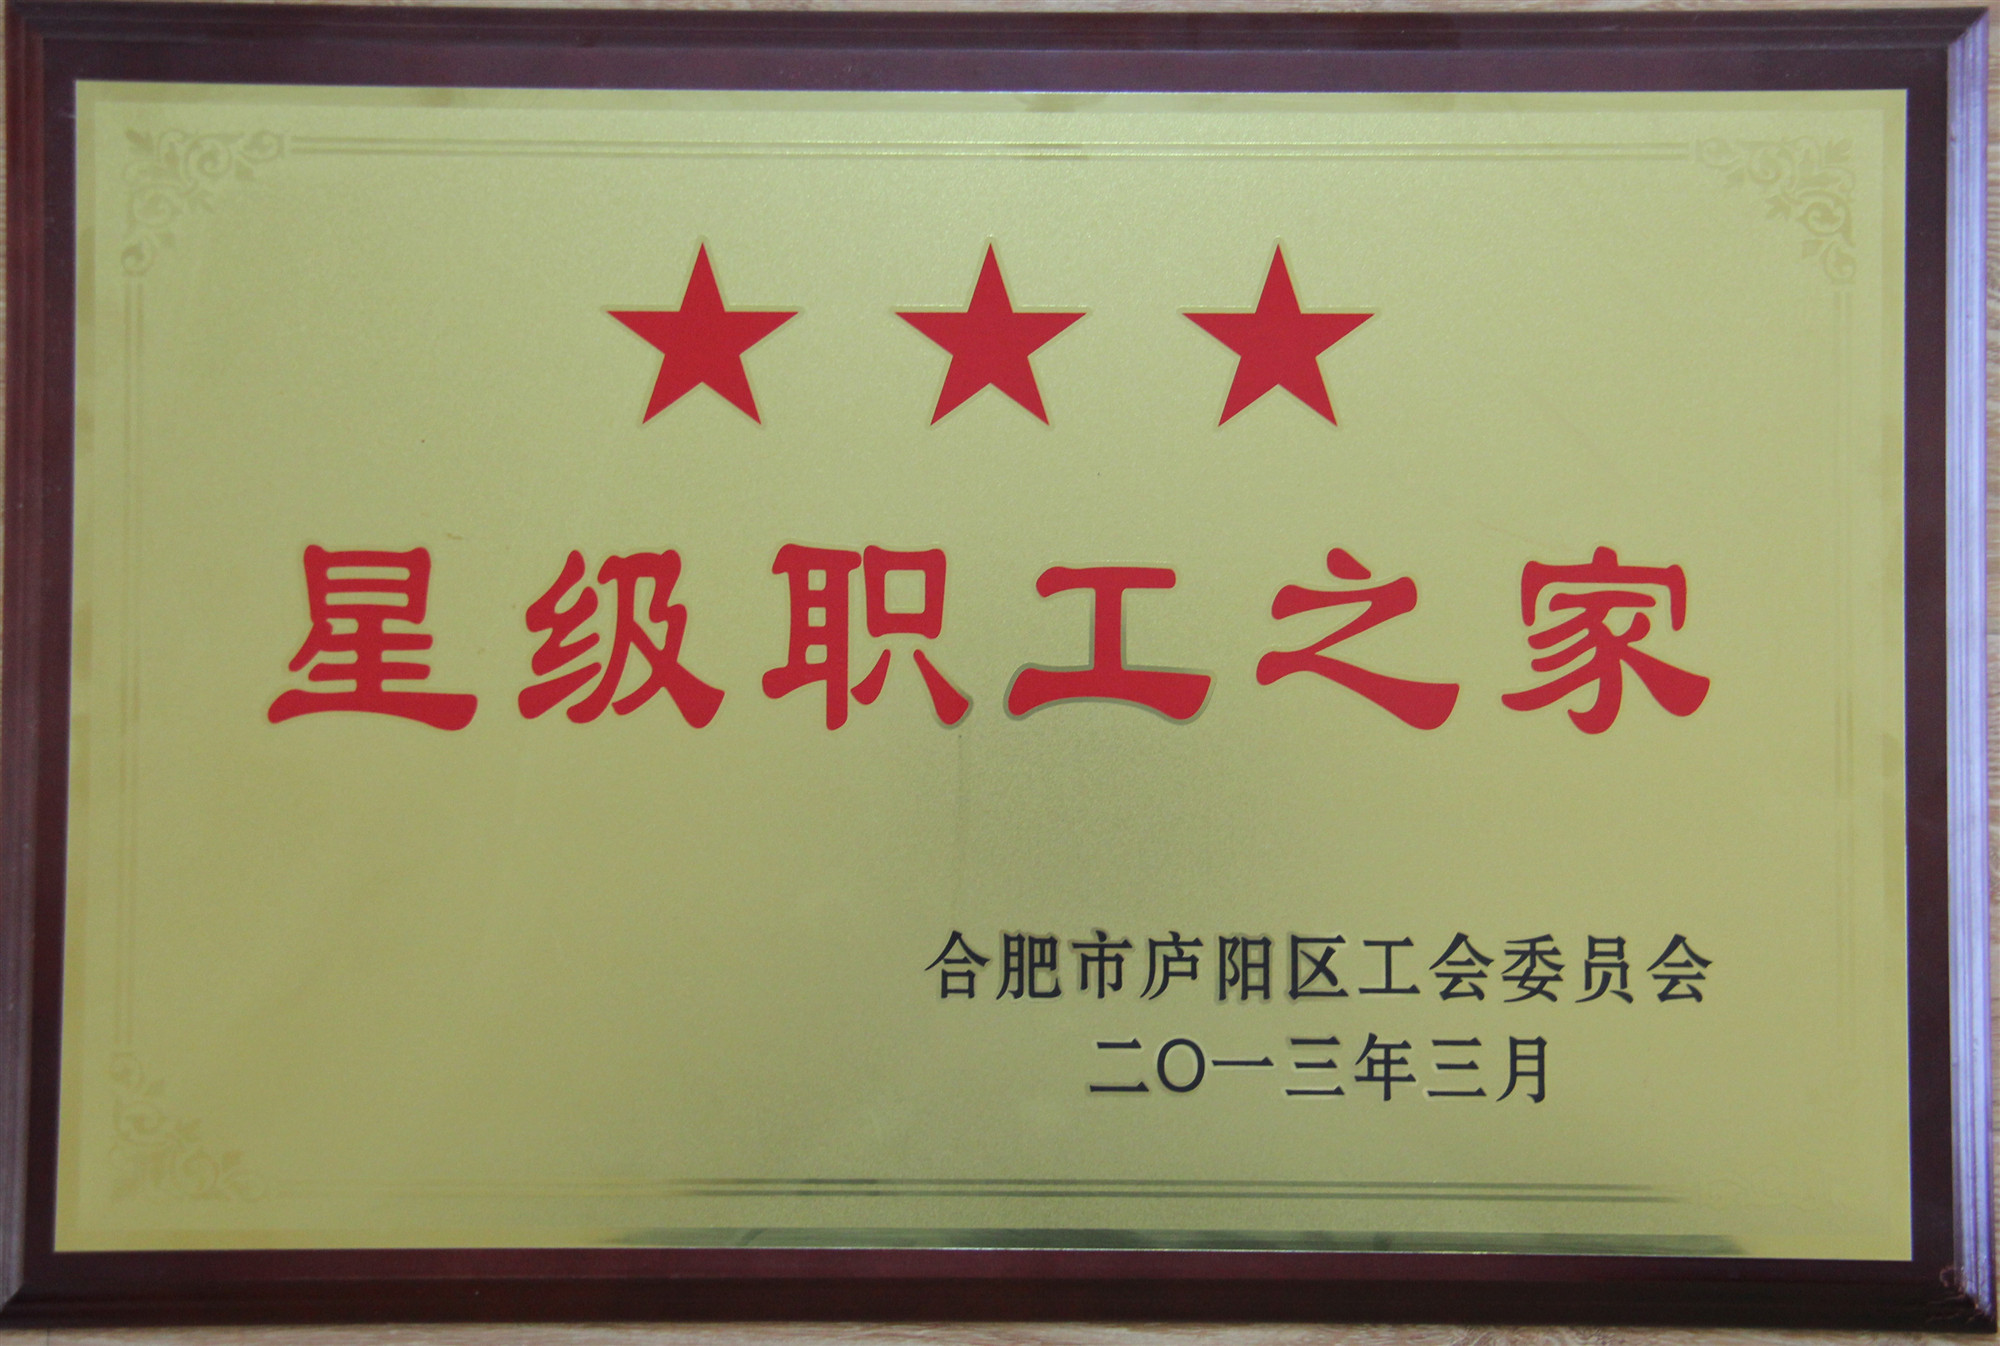 ★ ★ ★
星级职工之家
合肥市庐阳区工会委员会
二〇一三年三月